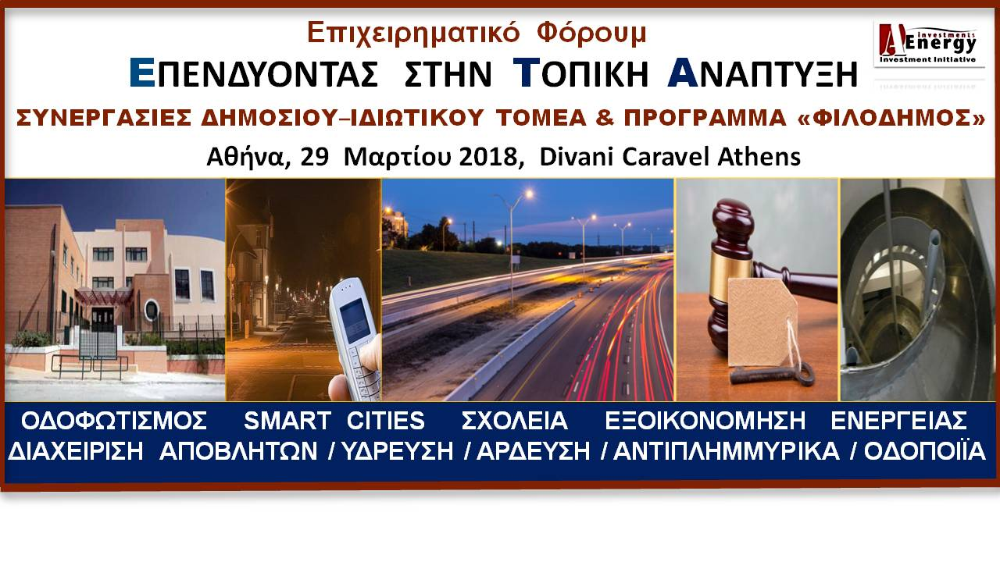 Επιχειρηματικό Φόρουμ
ΕΠΕΝΔΥΟΝΤΑΣ ΣΤΗΝ ΤΟΠΙΚΗ ΑΝΑΠΤΥΞΗ
Investments
AEnergy
Investment Initiative
ΣΥΝΕΡΓΑΣΙΕΣ ΔΗΜΟΣΙΟΥ–ΙΔΙΩΤΙΚΟΥ ΤΟΜΕΑ & ΠΡΟΓΡΑΜΜΑ «ΦΙΛΟΔΗΜΟΣ»
Αθήνα, 29 Μαρτίου 2018, Divani Caravel Athens
ΟΔΟΦΩΤΙΣΜΟΣ SMART CITIES ΣΧΟΛΕΙΑ ΕΞΟΙΚΟΝΟΜΗΣΗ ΕΝΕΡΓΕΙΑΣ
ΔΙΑΧΕΙΡΙΣΗ ΑΠΟΒΛΗΤΩΝ / ΥΔΡΕΥΣΗ / ΑΡΔΕΥΣΗ / ΑΝΤΙΠΛΗΜΜΥΡΙΚΑ / ΟΔΟΠΟΙΪΑ